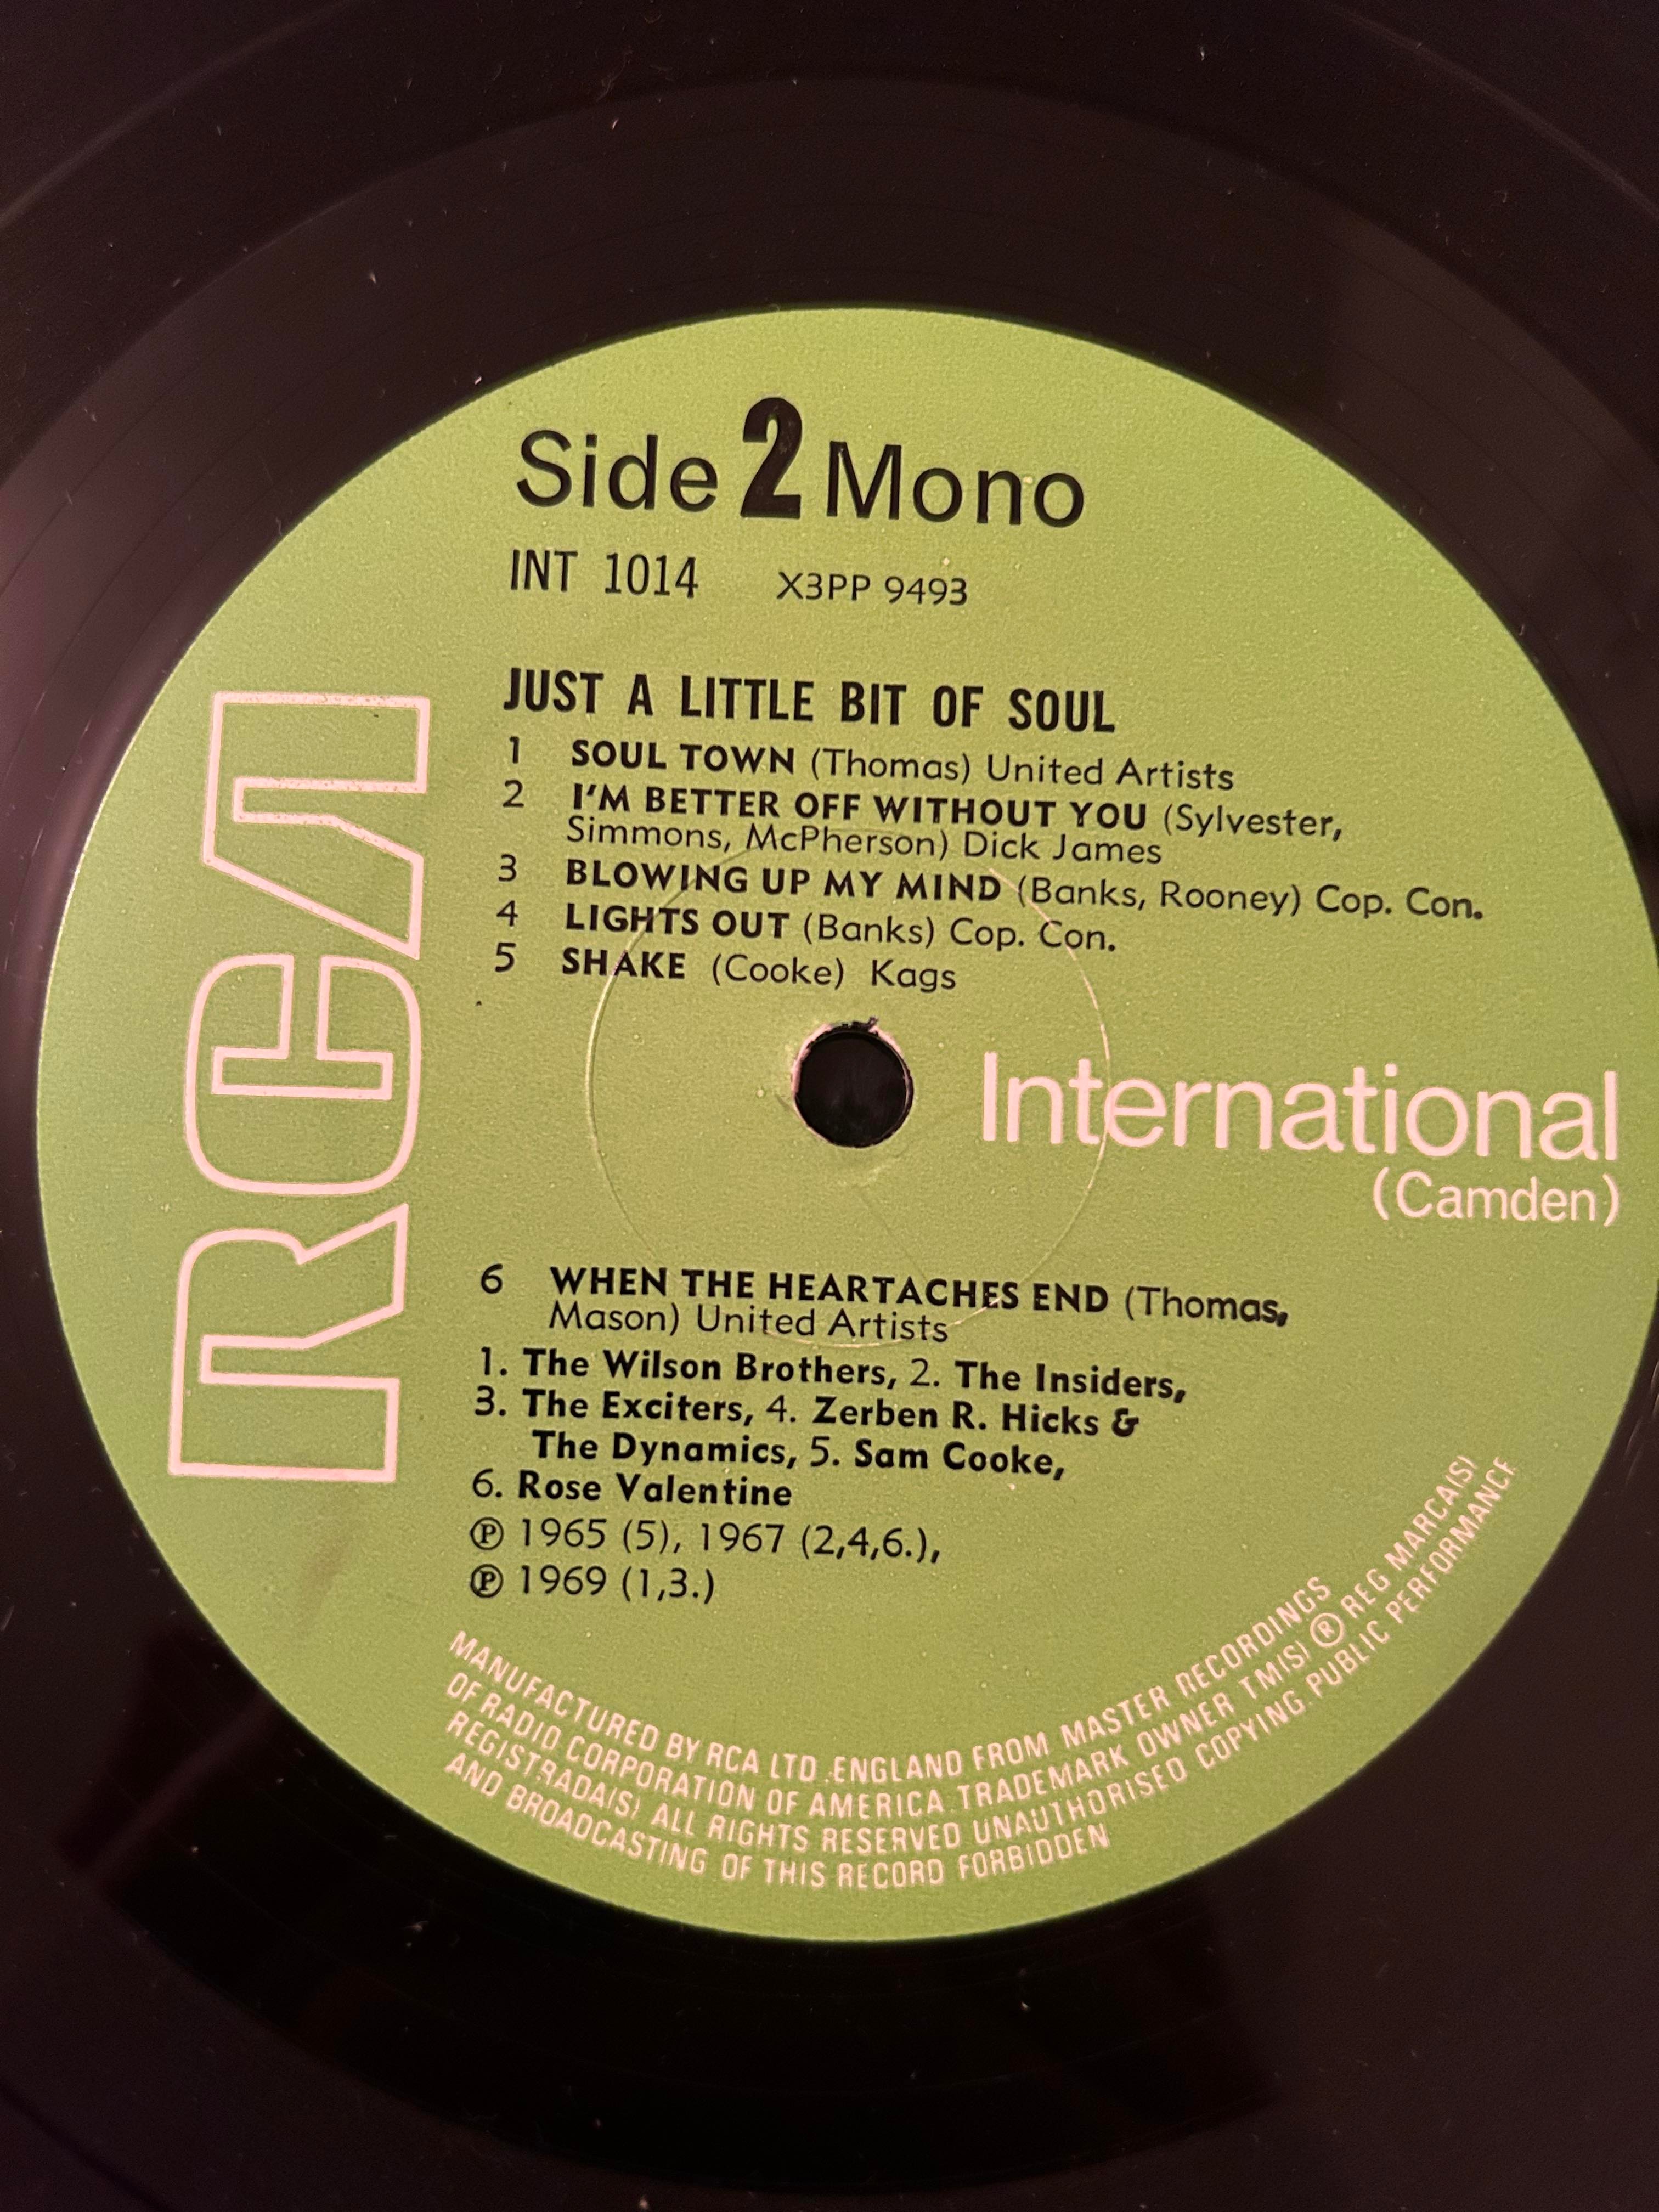 Side 2 Mono
INT 1014 X3PP 9493
JUST A LITTLE BIT OF SOUL
1 SOUL TOWN (Thomas) United Artists
2 I'M BETTER OFF WITHOUT YOU (Sylvester,
Simmons, McPherson) Dick James
3 BLOWING UP MY MIND (Banks, Rooney) Cop. Con.
4 LIGHTS OUT (Banks) Cop. Con.
5 SHAKE (Cooke) Kags
RCA
International
(Camden)
6 WHEN THE HEARTACHES END (Thomas,
Mason) United Artists
1. The Wilson Brothers, 2. The Insiders,
3. The Exciters, 4. Zerben R. Hicks &
The Dynamics, 5. Sam Cooke,
6. Rose Valentine
℗ 1965 (5), 1967 (2,4,6.),
℗ 1969 (1,3.)
MANUFACTURED BY RCA LTD. ENGLAND FROM MASTER RECORDINGS
OF RADIO CORPORATION OF AMERICA. TRADEMARK OWNER TM(S) ® REG MARCA(S)
REGISTRADA(S) ALL RIGHTS RESERVED UNAUTHORISED COPYING. PUBLIC PERFORMANCE
AND BROADCASTING OF THIS RECORD FORBIDDEN